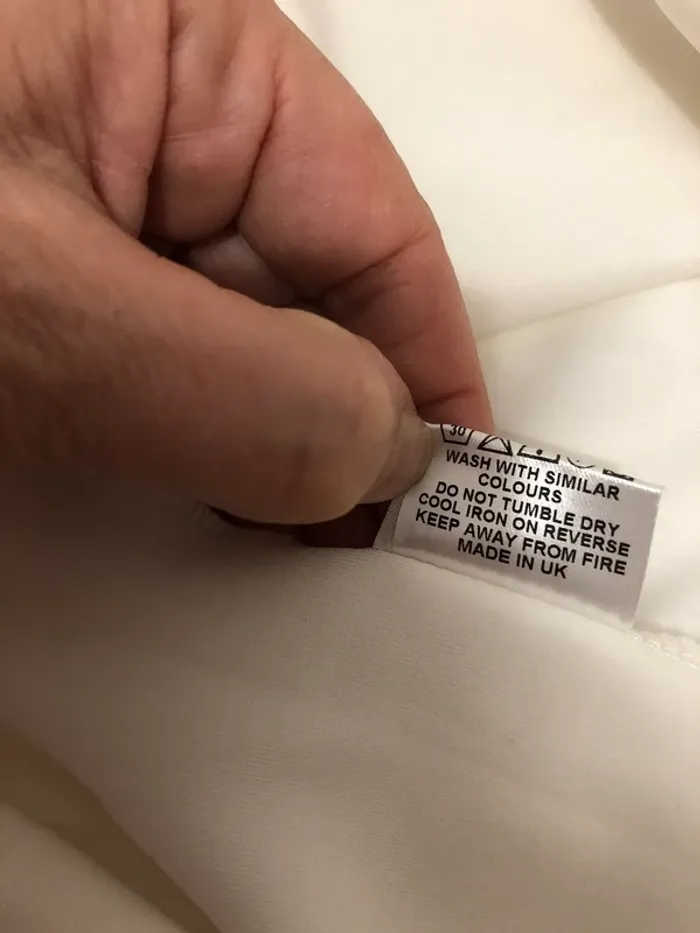 30
WASH WITH SIMILAR
COLOURS
DO NOT TUMBLE DRY
COOL IRON ON REVERSE
KEEP AWAY FROM FIRE
MADE IN UK